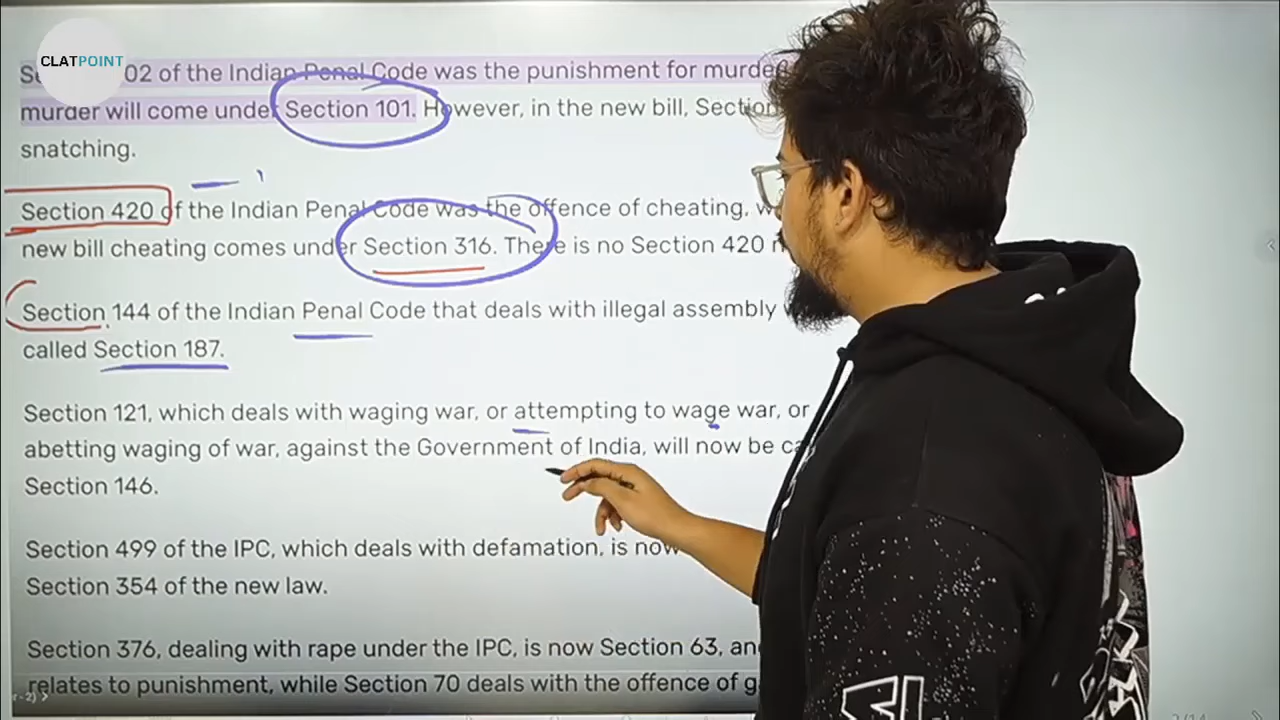 CLATPOINT
02 of the Indian Penal Code was the punishment for murder
murder will come under Section 101. However, in the new bill, Section
snatching.
Section 420 of the Indian Penal Code was the offence of cheating,
new bill cheating comes under Section 316. There is no Section 420
Section 144 of the Indian Penal Code that deals with illegal assembly
called Section 187.
Section 121, which deals with waging war, or attempting to wage war, or
abetting waging of war, against the Government of India, will now be
Section 146.
Section 499 of the IPC, which deals with defamation, is now
Section 354 of the new law.
Section 376, dealing with rape under the IPC, is now Section 63,
relates to punishment, while Section 70 deals with the offence of